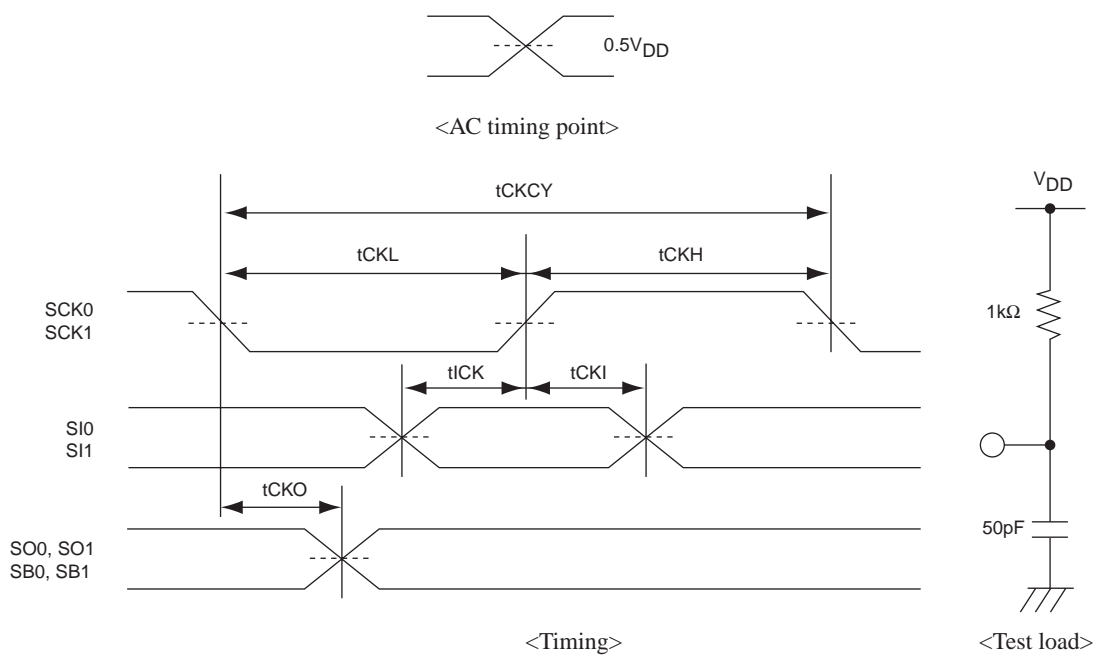 0.5VDD
<AC timing point>
tCKCY
VDD
tCKL
tCKH
SCK0
SCK1
1kΩ
tICK
tCKI
SI0
SI1
tCKO
SO0, SO1
SB0, SB1
50pF
<Timing>
<Test load>